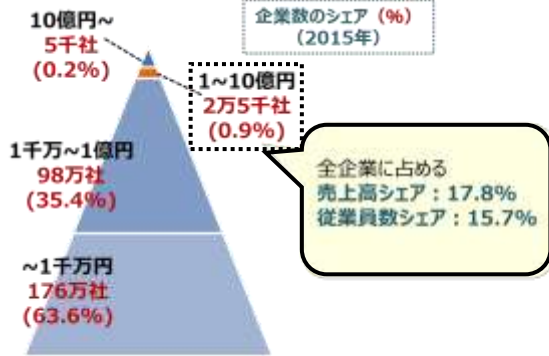 企業数のシェア(%)
(2015年)
10億円~
5千社
(0.2%)
1~10億円
2万5千社
(0.9%)
1千万~1億円
98万社
(35.4%)
全企業に占める
売上高シェア:17.8%
従業員数シェア:15.7%
~1千万円
176万社
(63.6%)